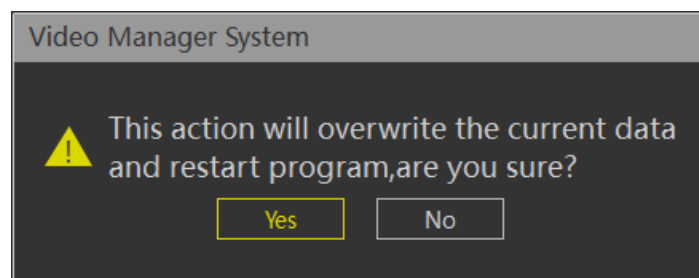 Video Manager System
This action will overwrite the current data
and restart program,are you sure?
Yes No